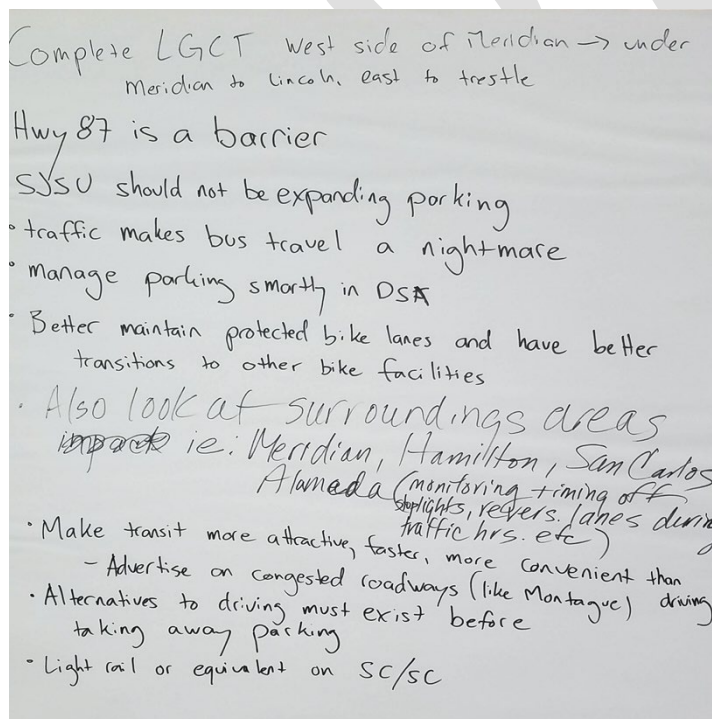 Complete LGCT west side of Meridian → under
Meridian to Lincoln, east to trestle
Hwy 87 is a barrier
SJSU should not be expanding parking
• traffic makes bus travel a nightmare
• manage parking smartly in DSA
• Better maintain protected bike lanes and have better
transitions to other bike facilities
• Also look at surroundings areas
ie: Meridian, Hamillton, San Carlos
Alameda (monitoring timing off
stoplights, revers. lanes durin
traffic hrs. etc)
• Make transit more attractive, faster, more convenient than
driving
- Advertise on congested roadways (like Montague)
• Alternatives to driving must exist before
taking away parking
• Light rail or equivalent on SC/SC